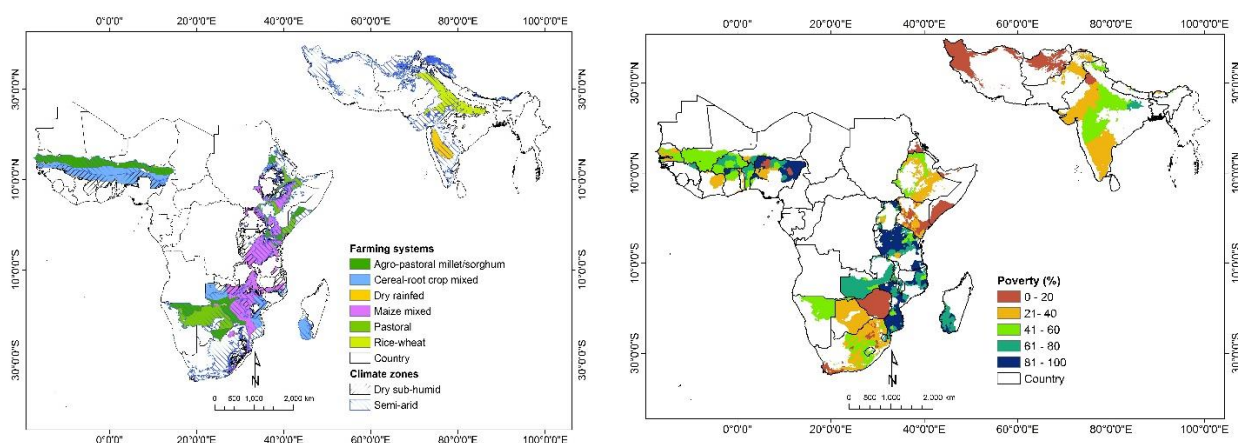 0°0'0" 20°0'0"E 40°0'0"E 60°0'0"E 80°0'0"E 100°0'0"E
30°0'0"N
10°0'0"N
10°0'0"S
30°0'0"S
Farming systems
Agro-pastoral millet/sorghum
Cereal-root crop mixed
Dry rainfed
Maize mixed
Pastoral
Rice-wheat
Country
Climate zones
Dry sub-humid
Semi-arid
N
0 500 1,000 2,000 km
0°0'0" 20°0'0"E 40°0'0"E 60°0'0"E 80°0'0"E 100°0'0"E
0°0'0" 20°0'0"E 40°0'0"E 60°0'0"E 80°0'0"E 100°0'0"E
30°0'0"N
10°0'0"N
10°0'0"S
30°0'0"S
Poverty (%)
0 - 20
21 - 40
41 - 60
61 - 80
81 - 100
Country
N
0 500 1,000 2,000 km
0°0'0" 20°0'0"E 40°0'0"E 60°0'0"E 80°0'0"E 100°0'0"E